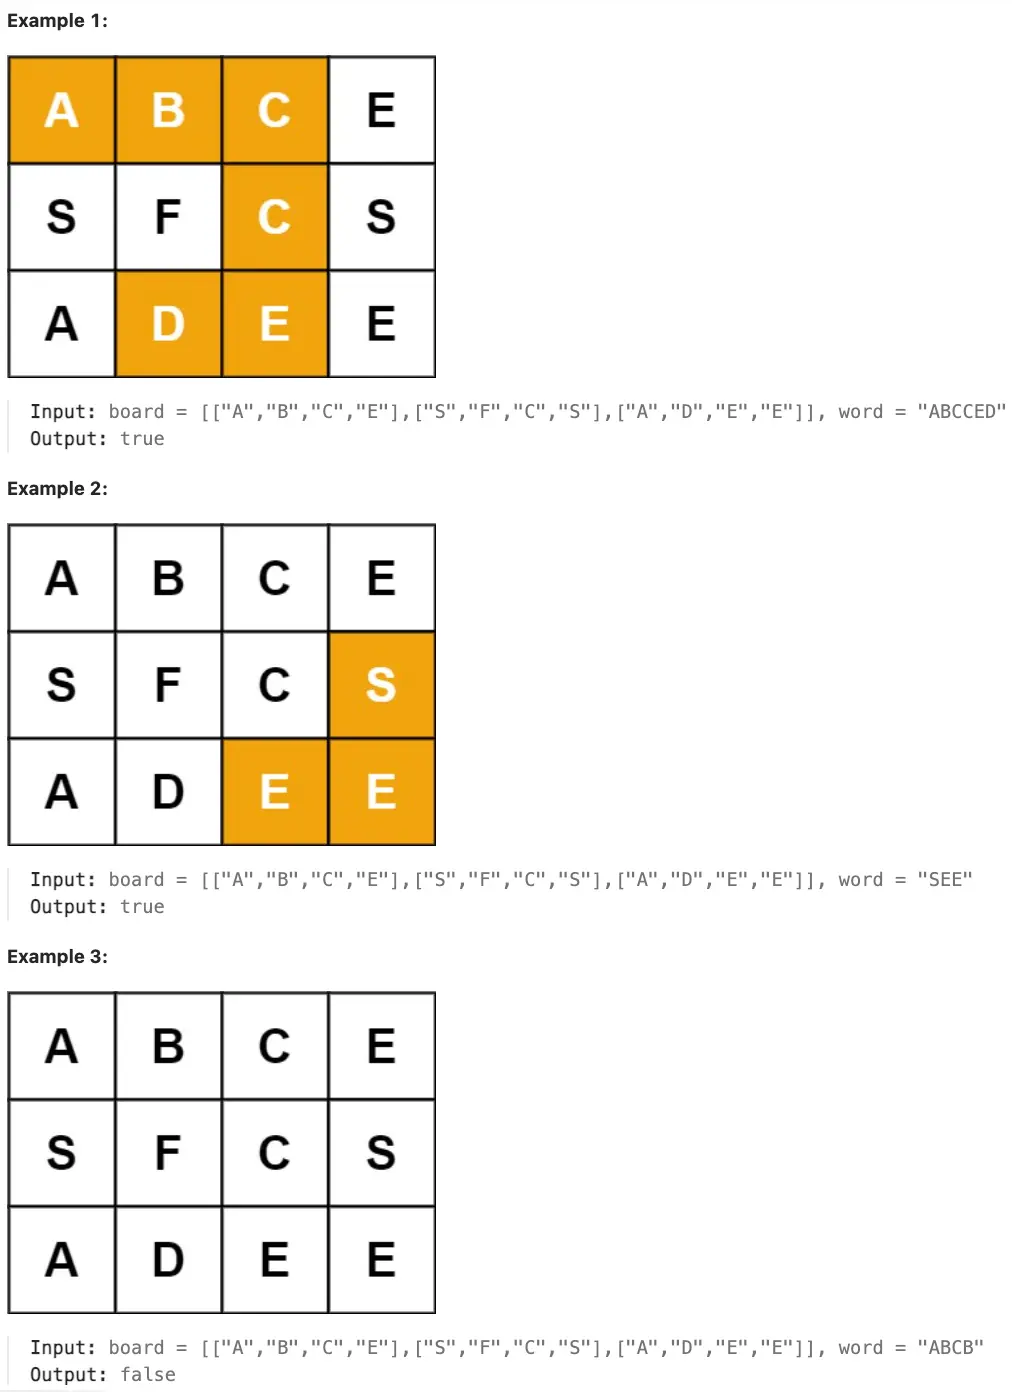 Example 1:
A B C E
S F C S
A D E E
Input: board = [["A","B","C","E"],["S","F","C","S"],["A","D","E","E"]], word = "ABCCED"
Output: true
Example 2:
A B C E
S F C S
A D E E
Input: board = [["A","B","C","E"],["S","F","C","S"],["A","D","E","E"]], word = "SEE"
Output: true
Example 3:
A B C E
S F C S
A D E E
Input: board = [["A","B","C","E"],["S","F","C","S"],["A","D","E","E"]], word = "ABCB"
Output: false